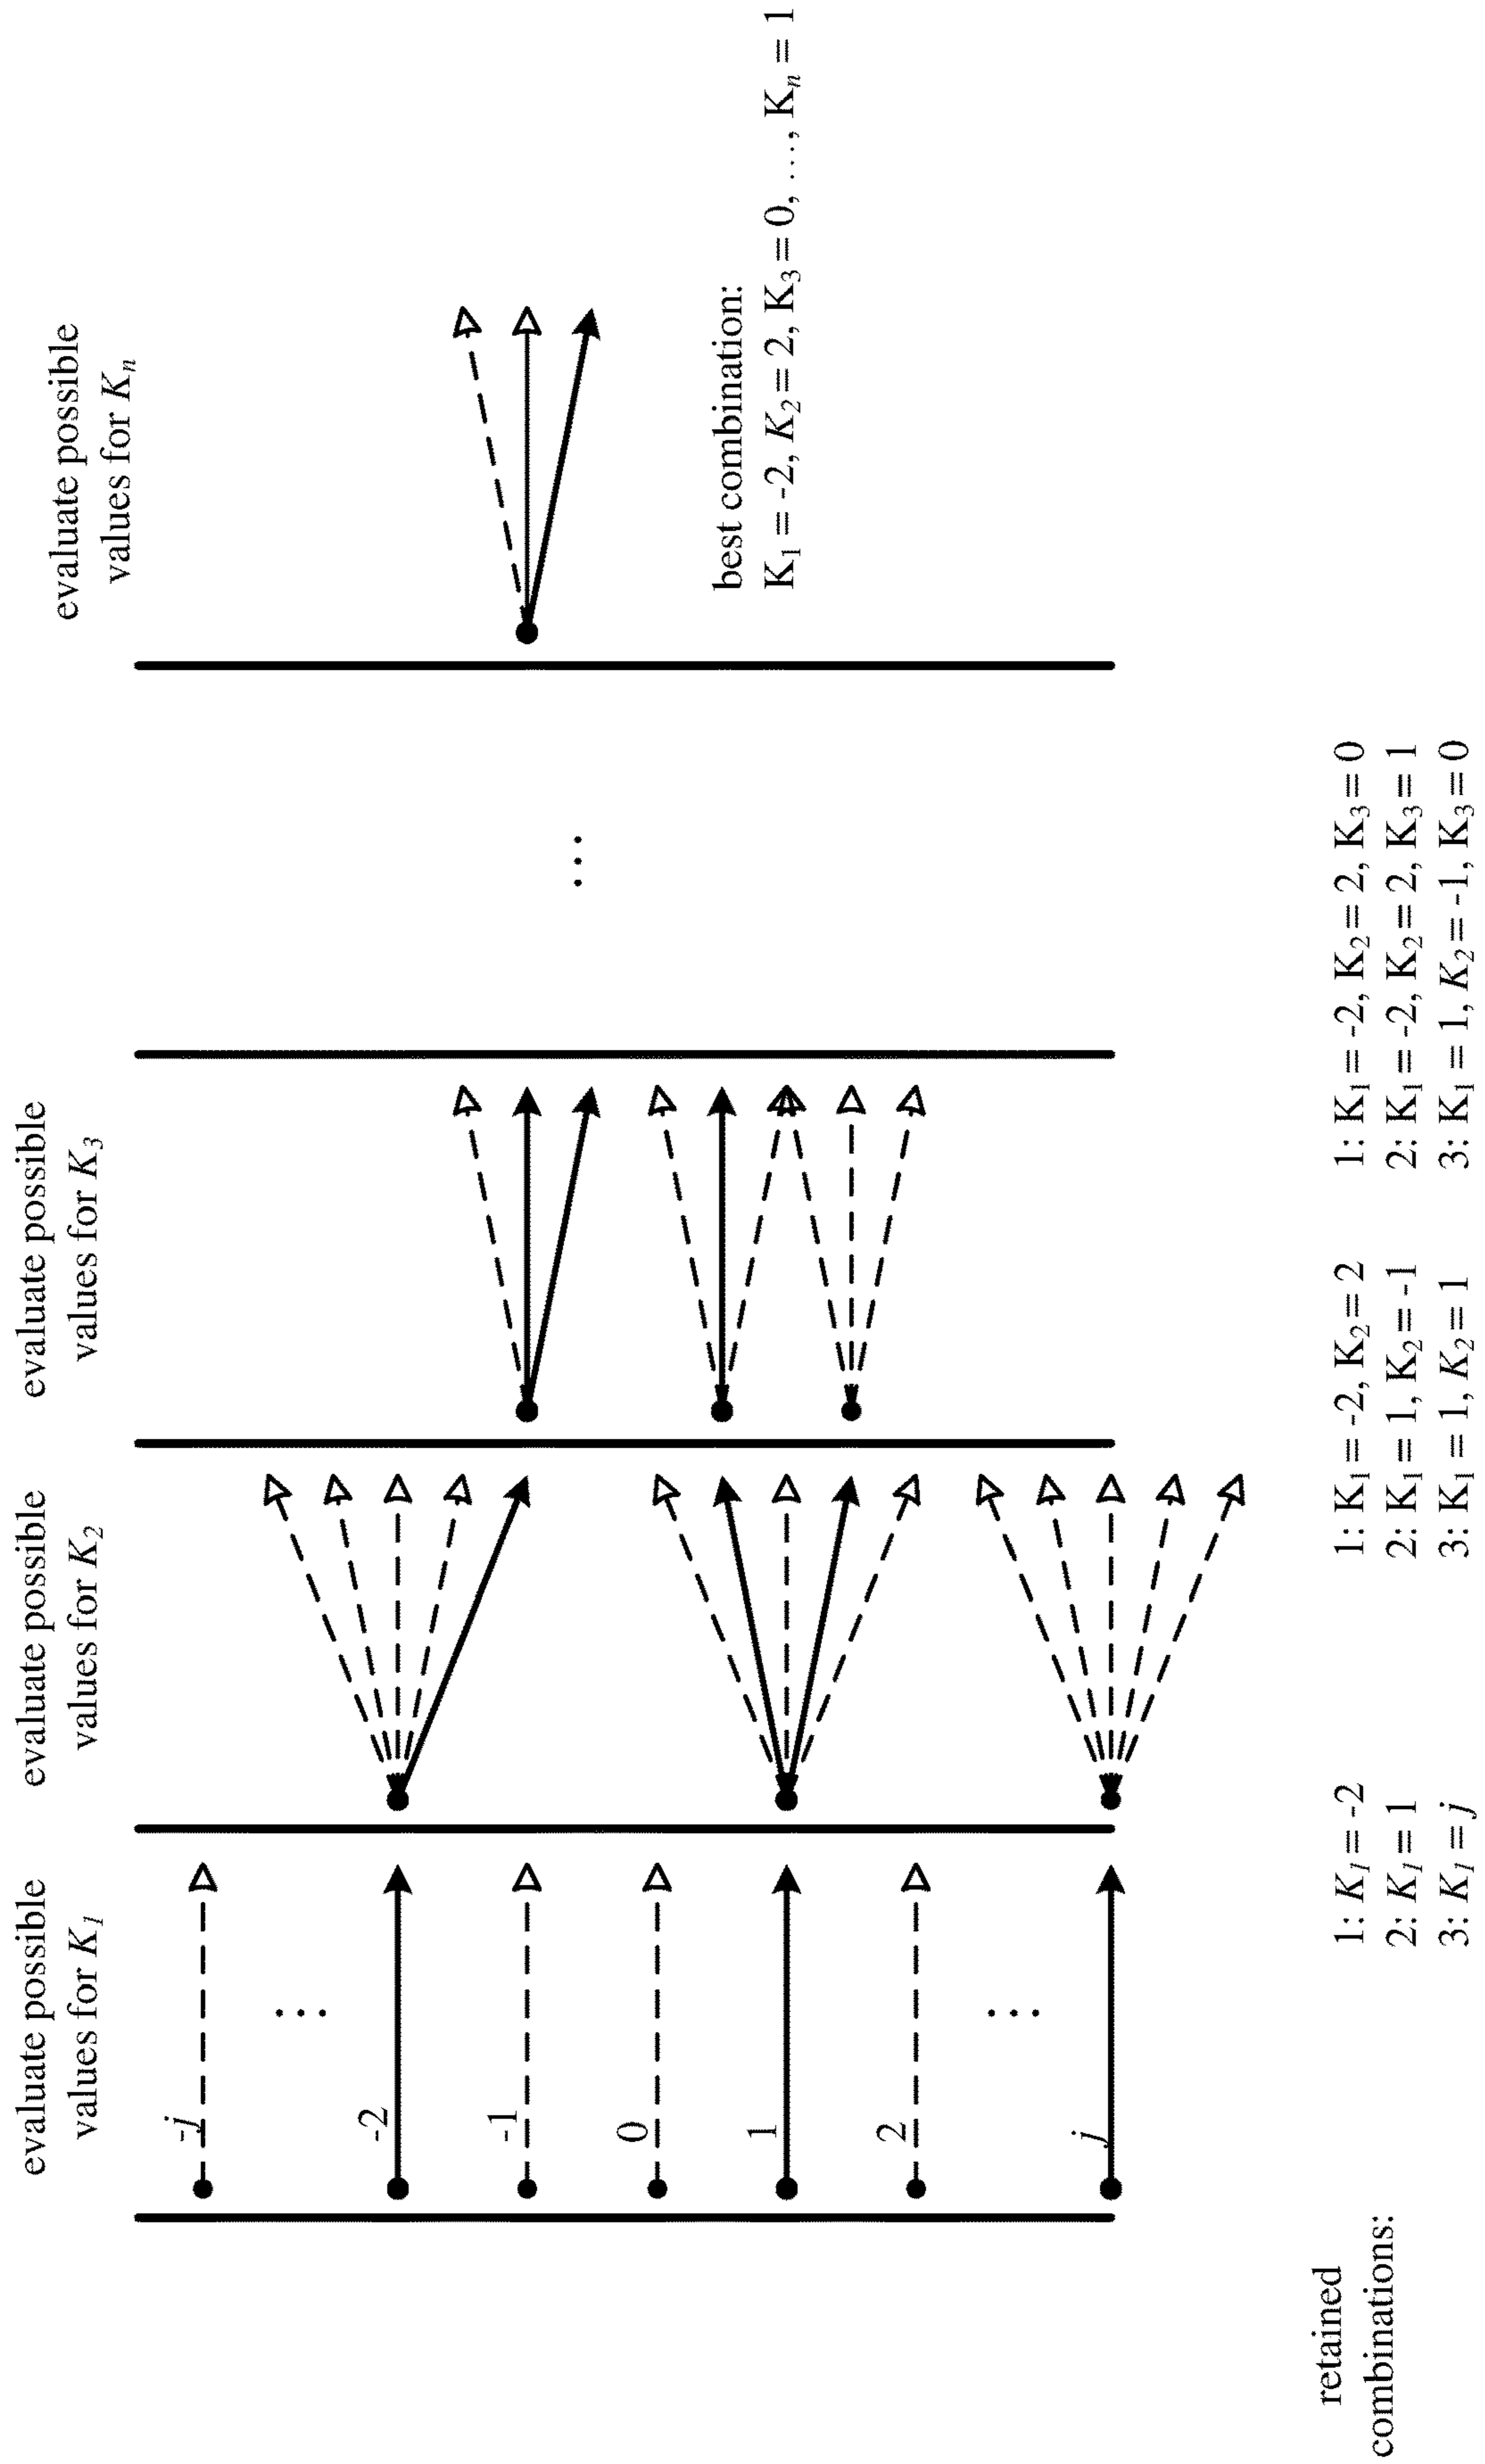 evaluate possible
values for K1
evaluate possible
values for K2
evaluate possible
values for K3
evaluate possible
values for Kn
-j
-2
-1
0
1
2
j
⋮
⋮
...
best combination:
K1 = -2, K2 = 2, K3 = 0, ..., Kn = 1
retained
combinations:
1: K1 = -2
2: K1 = 1
3: K1 = j
1: K1 = -2, K2 = 2
2: K1 = 1, K2 = -1
3: K1 = 1, K2 = 1
1: K1 = -2, K2 = 2, K3 = 0
2: K1 = -2, K2 = 2, K3 = 1
3: K1 = 1, K2 = -1, K3 = 0